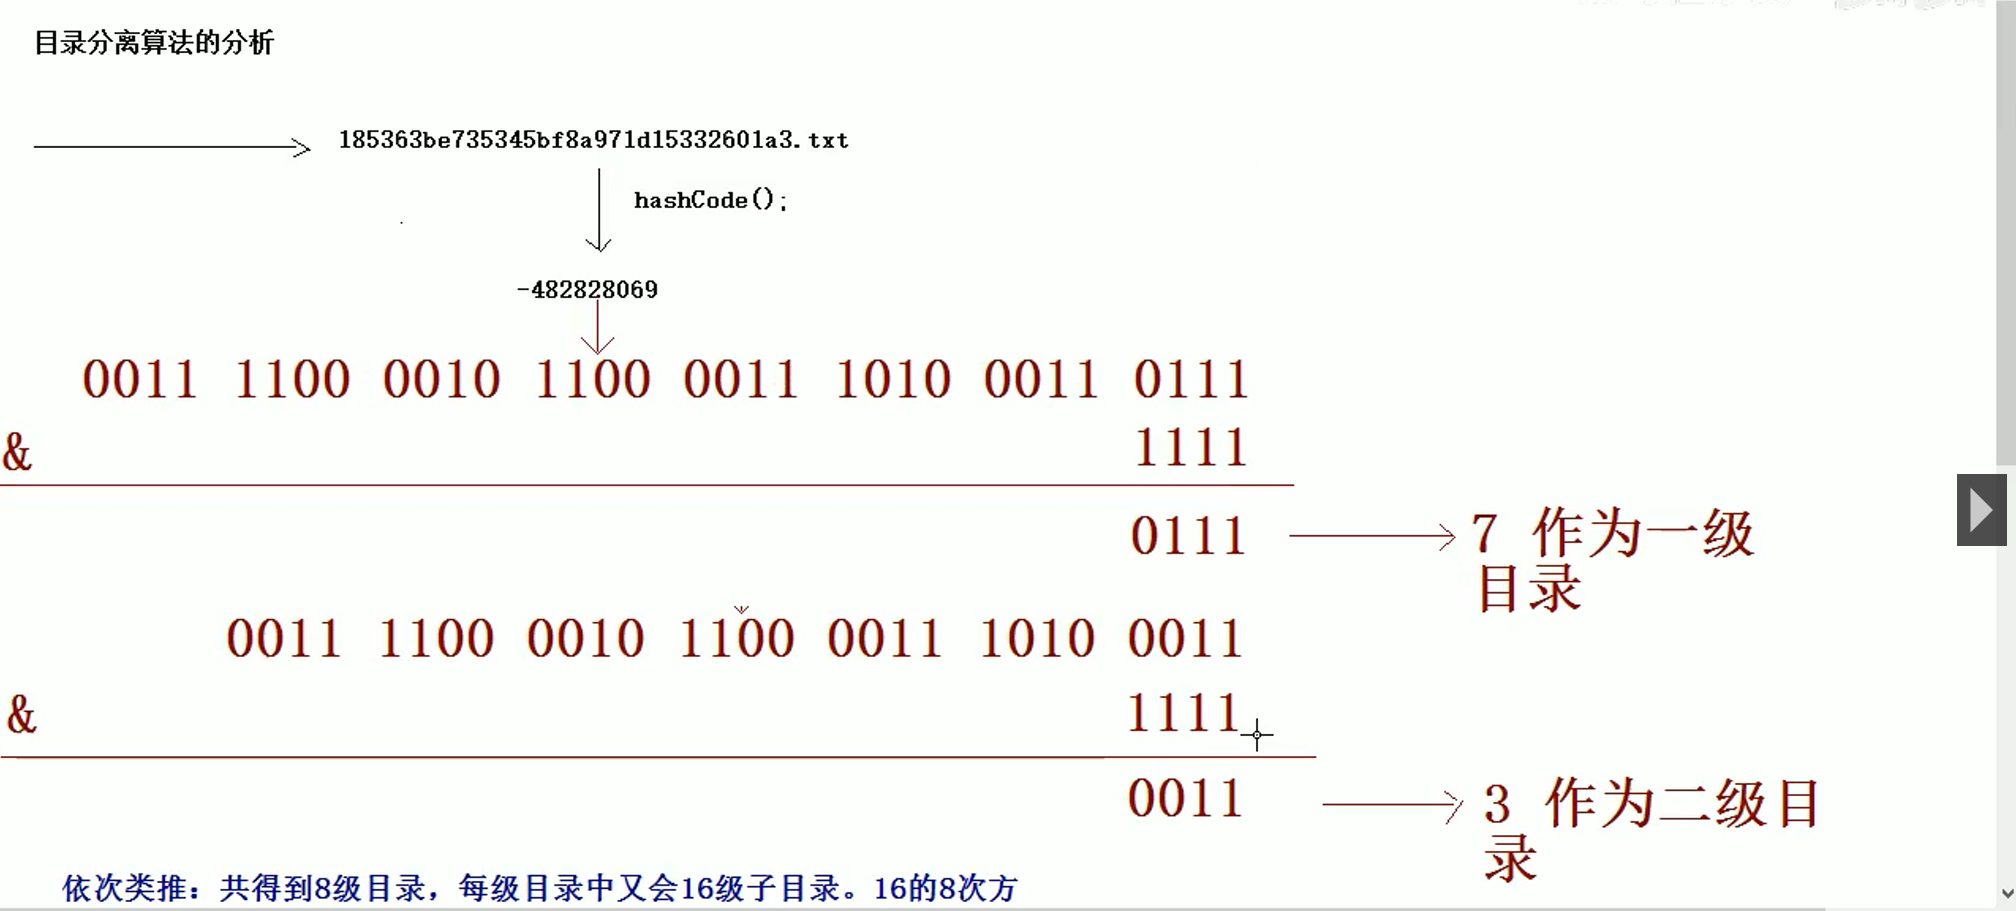 目录分离算法的分析
185363be735345bf8a971d15332601a3.txt
hashCode();
-482828069
0011 1100 0010 1100 0011 1010 0011 0111
& 1111
0111 7 作为一级
目录
0011 1100 0010 1100 0011 1010 0011
& 1111
0011 3 作为二级目
录
依次类推：共得到8级目录，每级目录中又会16级子目录。16的8次方